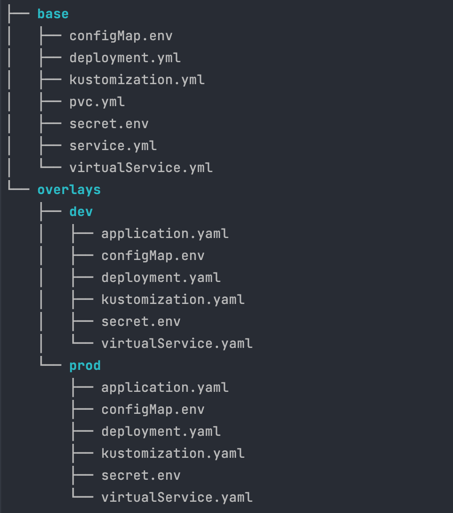 base
configMap.env
deployment.yml
kustomization.yml
pvc.yml
secret.env
service.yml
virtualService.yml
overlays
dev
application.yaml
configMap.env
deployment.yaml
kustomization.yaml
secret.env
virtualService.yaml
prod
application.yaml
configMap.env
deployment.yaml
kustomization.yaml
secret.env
virtualService.yaml